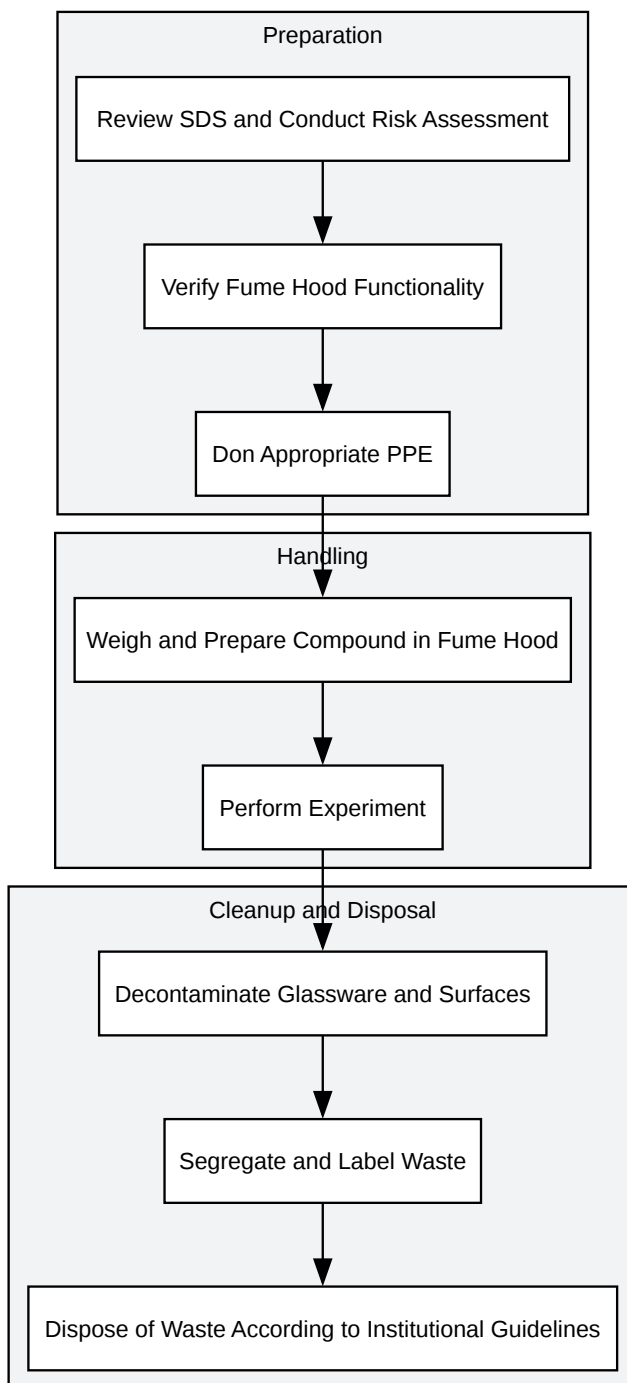 Preparation
Review SDS and Conduct Risk Assessment
Verify Fume Hood Functionality
Don Appropriate PPE
Handling
Weigh and Prepare Compound in Fume Hood
Perform Experiment
Cleanup and Disposal
Decontaminate Glassware and Surfaces
Segregate and Label Waste
Dispose of Waste According to Institutional Guidelines